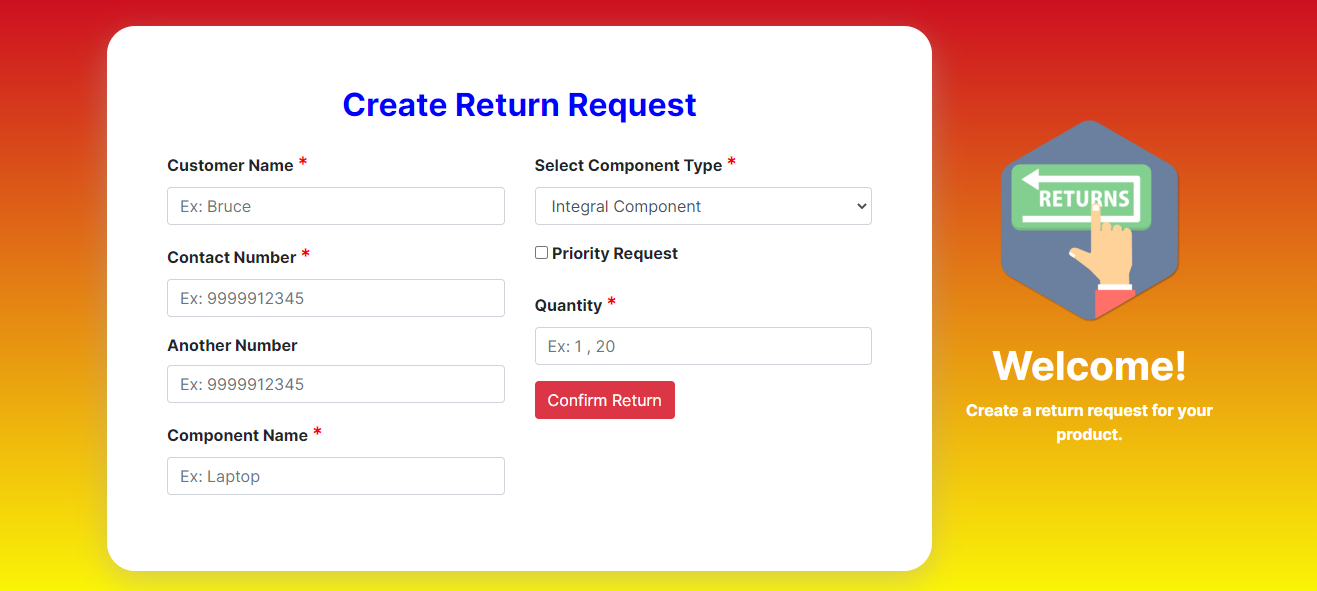 Create Return Request
Customer Name *
Ex: Bruce
Contact Number *
Ex: 9999912345
Another Number
Ex: 9999912345
Component Name *
Ex: Laptop
Select Component Type *
Integral Component
Priority Request
Quantity *
Ex: 1 , 20
Confirm Return
RETURNS
Welcome!
Create a return request for your
product.